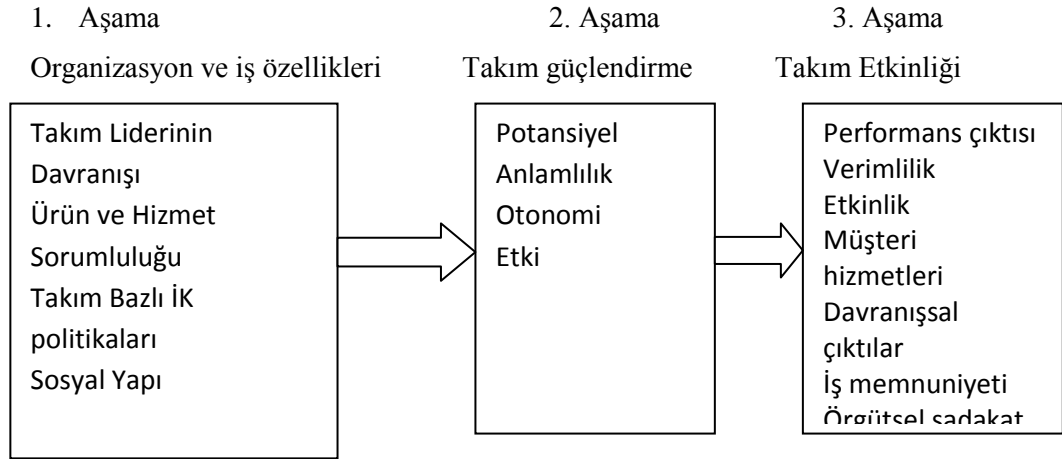 1. Aşama 2. Aşama 3. Aşama
Organizasyon ve iş özellikleri Takım güçlendirme Takım Etkinliği
Takım Liderinin
Davranışı
Ürün ve Hizmet
Sorumluluğu
Takım Bazlı İK
politikaları
Sosyal Yapı
Potansiyel
Anlamlılık
Otonomi
Etki
Performans çıktısı
Verimlilik
Etkinlik
Müşteri
hizmetleri
Davranışsal
çıktılar
İş memnuniyeti
Örgütsel sadakat